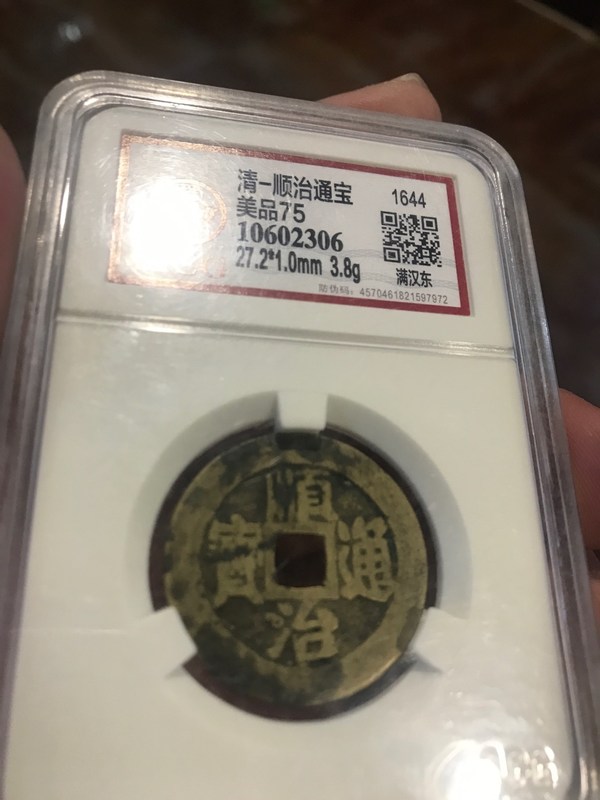 清-顺治通宝
1644
美品75
10602306
27.2*1.0mm 3.8g
满汉东
防伪码: 4570461821597972
順
寶
通
治